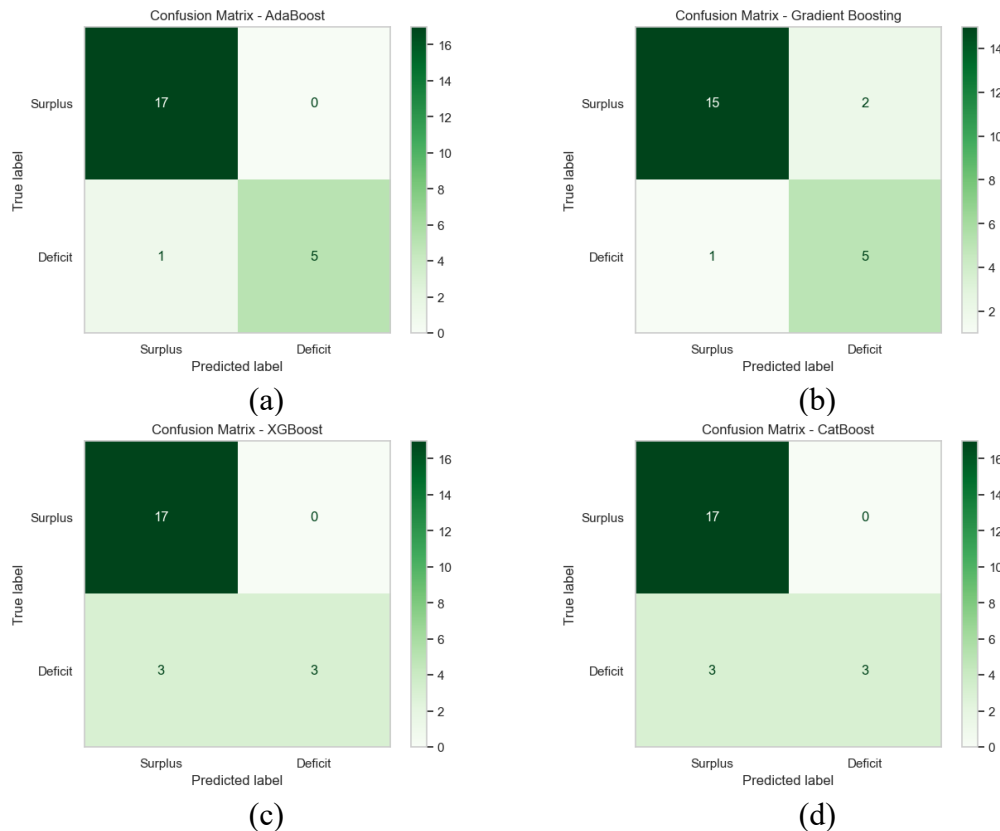 Confusion Matrix - AdaBoost
True label
Surplus
Deficit
17
0
1
5
Surplus
Deficit
Predicted label
16
14
12
10
8
6
4
2
0
(a)
Confusion Matrix - Gradient Boosting
True label
Surplus
Deficit
15
2
1
5
Surplus
Deficit
Predicted label
14
12
10
8
6
4
2
(b)
Confusion Matrix - XGBoost
True label
Surplus
Deficit
17
0
3
3
Surplus
Deficit
Predicted label
16
14
12
10
8
6
4
2
0
(c)
Confusion Matrix - CatBoost
True label
Surplus
Deficit
17
0
3
3
Surplus
Deficit
Predicted label
16
14
12
10
8
6
4
2
0
(d)